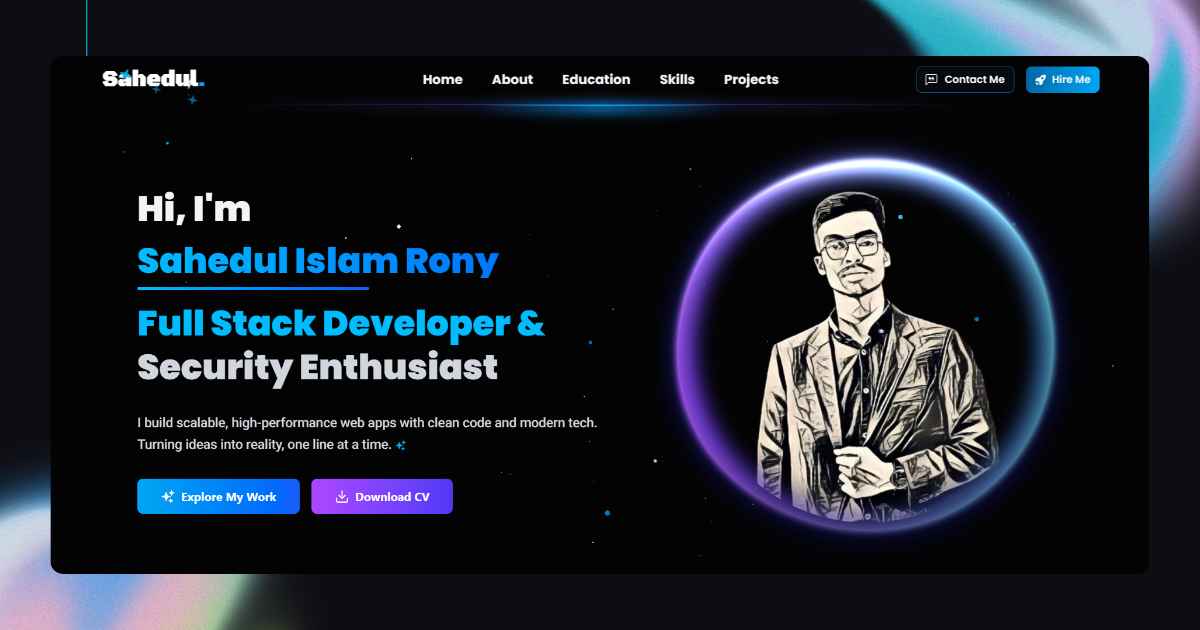 Sahedul.
Home About Education Skills Projects
Contact Me
Hire Me
Hi, I'm
Sahedul Islam Rony
Full Stack Developer &
Security Enthusiast
I build scalable, high-performance web apps with clean code and modern tech.
Turning ideas into reality, one line at a time.
Explore My Work
Download CV